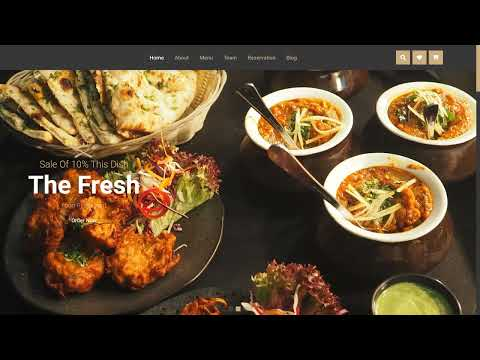 Home About Menu Team Reservation Blog
Sale Of 10% This Dish
The Fresh
Order Now